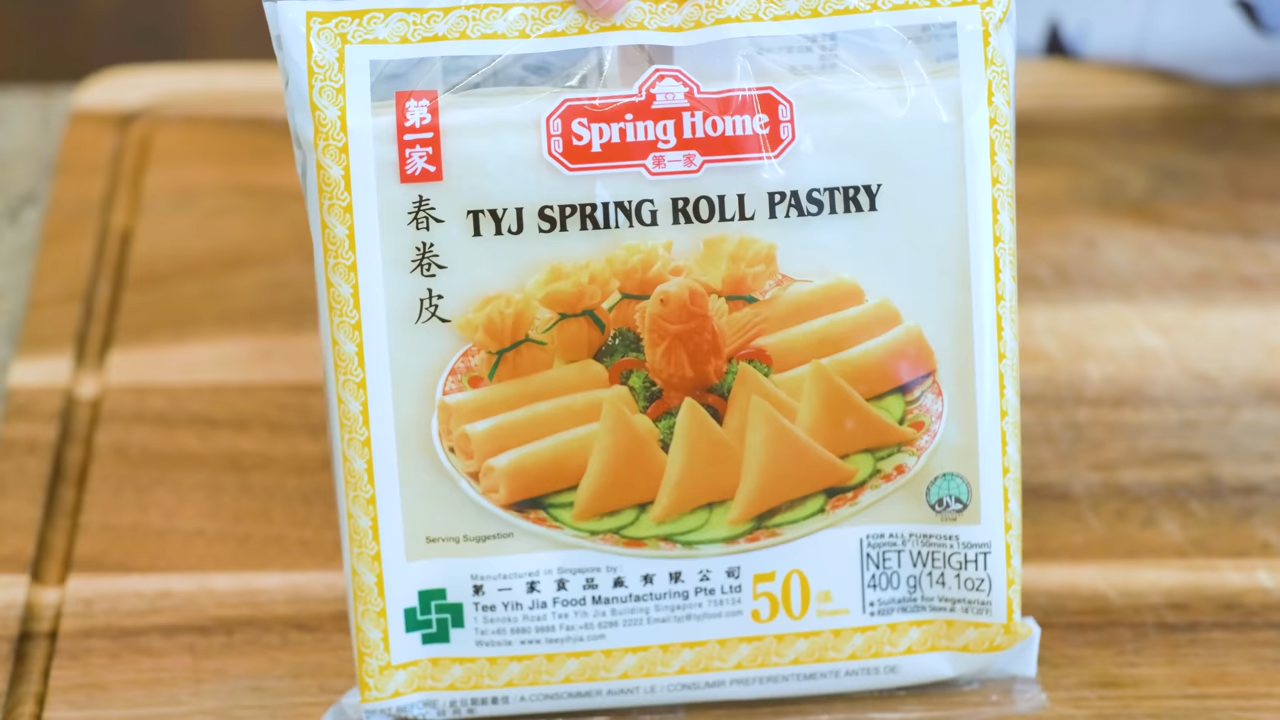 第一家
Spring Home
第一家
春卷皮
TYJ SPRING ROLL PASTRY
Serving Suggestion
FOR ALL PURPOSES
Approx. 6" (150mm x 150mm)
NET WEIGHT
400 g(14.1oz)
Suitable for Vegetarian
KEEP FROZEN Store at -18°C(0°F)
Manufactured in Singapore by:
第一家食品廠有限公司
Tee Yih Jia Food Manufacturing Pte Ltd
1 Senoko Road Tee Yih Jia Building Singapore 758134
Tel:+65 6880 9888 Fax:+65 6286 2222 Email:tyj@tyjfood.com
Website: www.teeyihjia.com
50
BEST BEFORE / 此日期前最佳 / A CONSOMMER AVANT LE / CONSUMIR PREFERENTEMENTE ANTES DE: